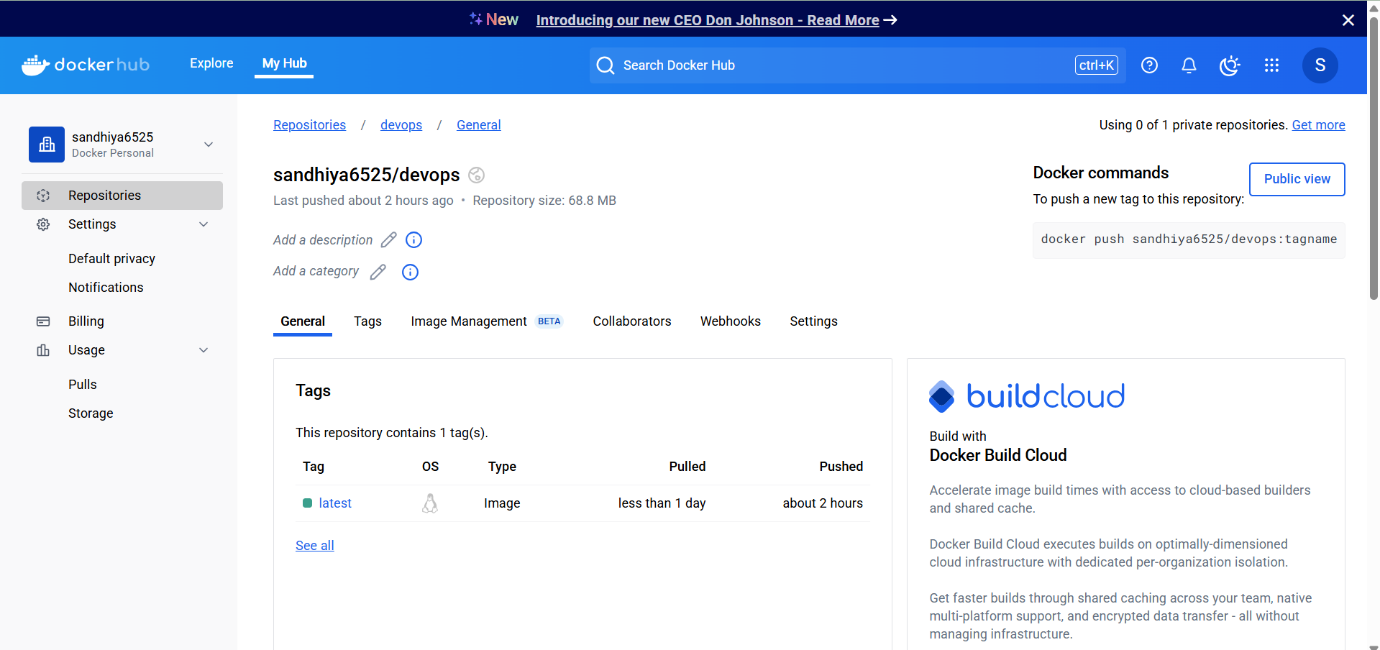 New Introducing our new CEO Don Johnson - Read More
dockerhub Explore My Hub Search Docker Hub ctrl+K S
sandhiya6525
Docker Personal
Repositories
Settings
Default privacy
Notifications
Billing
Usage
Pulls
Storage
Repositories / devops / General
Using 0 of 1 private repositories. Get more
sandhiya6525/devops
Last pushed about 2 hours ago • Repository size: 68.8 MB
Add a description
Add a category
Docker commands
Public view
To push a new tag to this repository:
docker push sandhiya6525/devops:tagname
General Tags Image Management BETA Collaborators Webhooks Settings
Tags
This repository contains 1 tag(s).
Tag OS Type Pulled Pushed
latest Image less than 1 day about 2 hours
See all
buildcloud
Build with
Docker Build Cloud
Accelerate image build times with access to cloud-based builders
and shared cache.
Docker Build Cloud executes builds on optimally-dimensioned
cloud infrastructure with dedicated per-organization isolation.
Get faster builds through shared caching across your team, native
multi-platform support, and encrypted data transfer - all without
managing infrastructure.